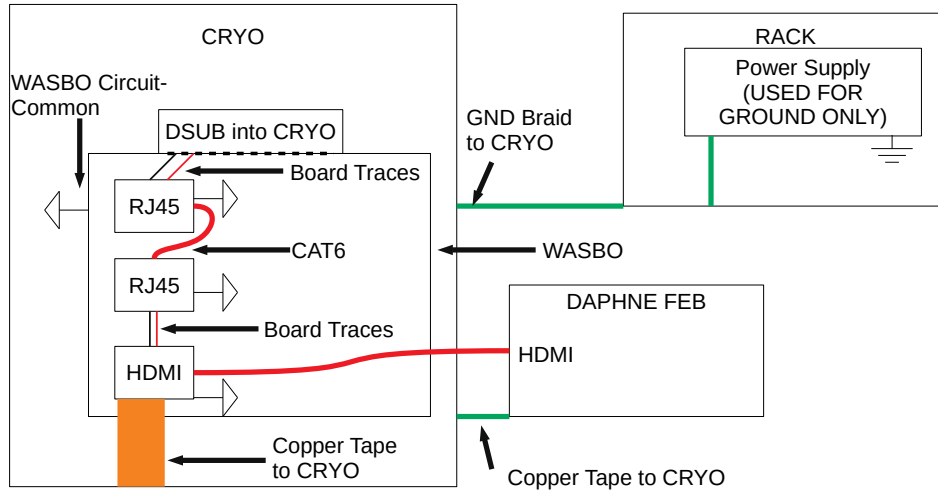 CRYO
RACK
WASBO Circuit-
Common
Power Supply
(USED FOR
GROUND ONLY)
GND Braid
to CRYO
DSUB into CRYO
Board Traces
RJ45
CAT6
WASBO
RJ45
DAPHNE FEB
Board Traces
HDMI
HDMI
Copper Tape
to CRYO
Copper Tape to CRYO